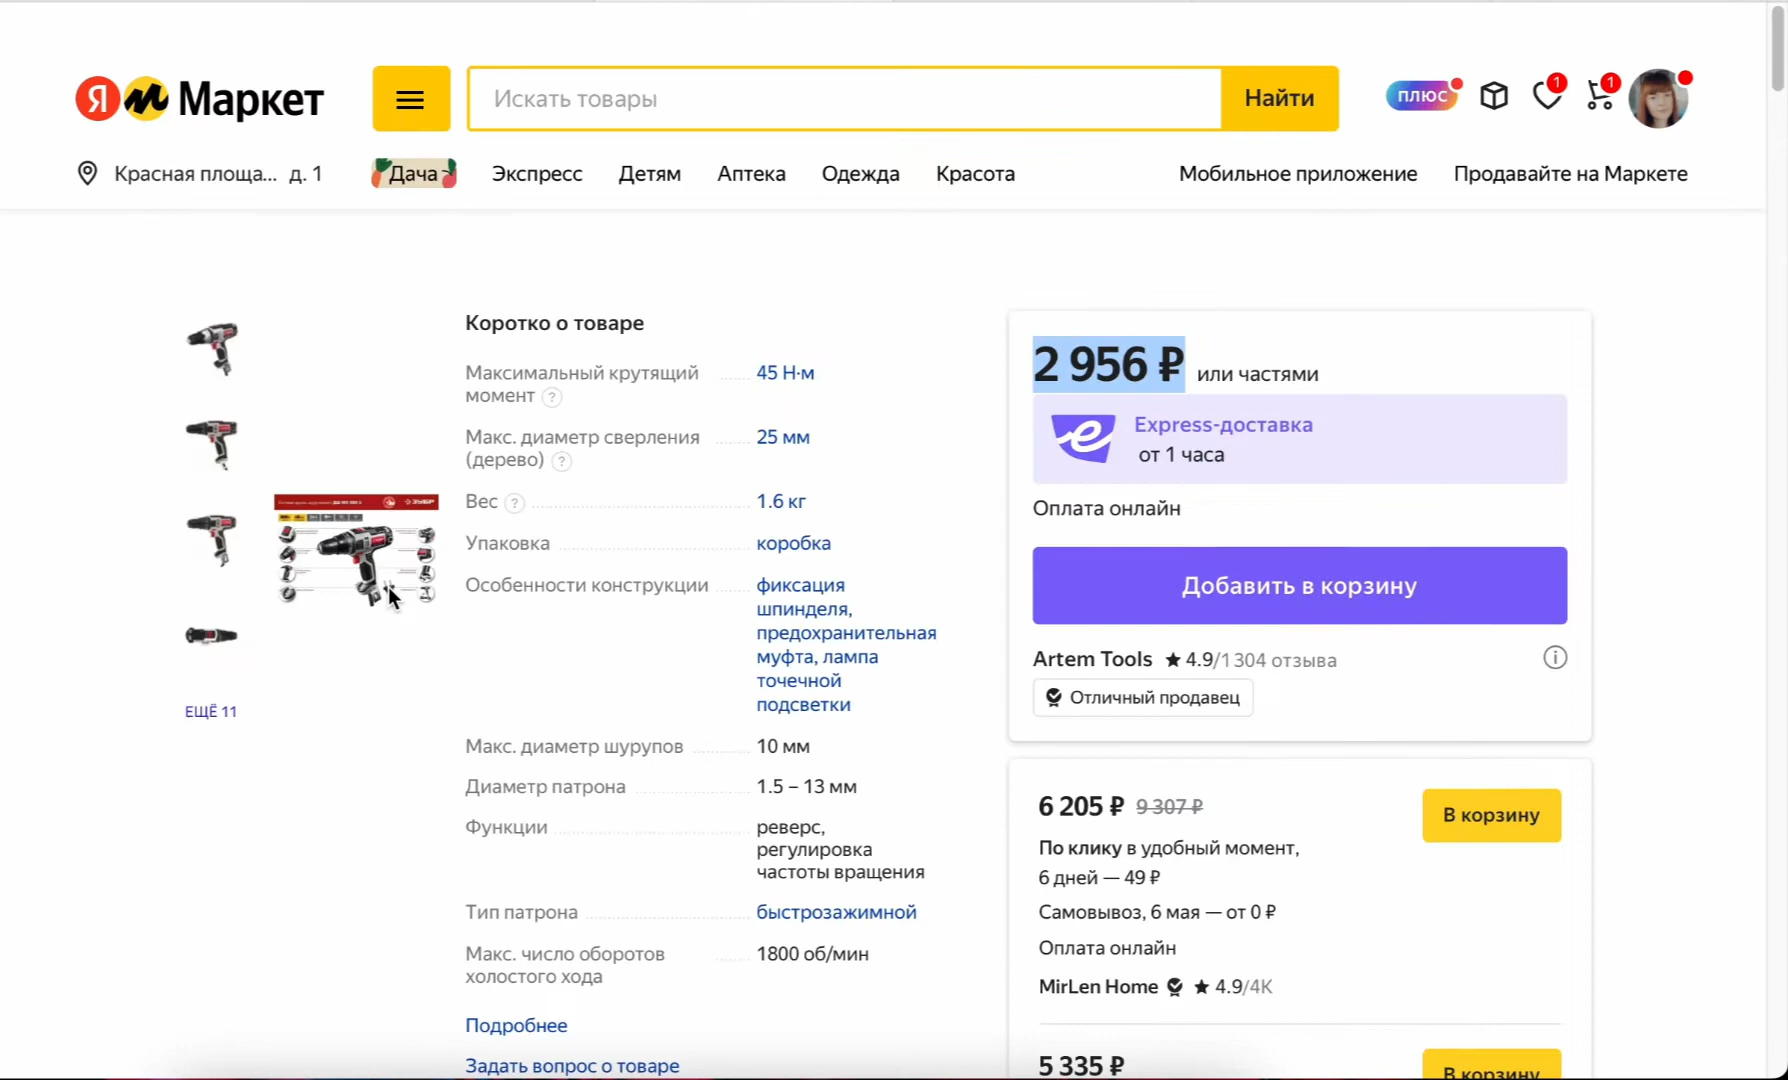 Я Маркет
Искать товары
Найти
плюс
1
1
Красная площа... д. 1
Дача
Экспресс
Детям
Аптека
Одежда
Красота
Мобильное приложение
Продавайте на Маркете
ЕЩЁ 11
ЗУБР
Коротко о товаре
Максимальный крутящий
момент ?
45 Н·м
Макс. диаметр сверления
(дерево) ?
25 мм
Вес ?
1.6 кг
Упаковка
коробка
Особенности конструкции
фиксация
шпинделя,
предохранительная
муфта, лампа
точечной
подсветки
Макс. диаметр шурупов
10 мм
Диаметр патрона
1.5 – 13 мм
Функции
реверс,
регулировка
частоты вращения
Тип патрона
быстрозажимной
Макс. число оборотов
холостого хода
1800 об/мин
Подробнее
Задать вопрос о товаре
2 956 ₽ или частями
Express-доставка
от 1 часа
Оплата онлайн
Добавить в корзину
Artem Tools ★ 4.9/1 304 отзыва
Отличный продавец
6 205 ₽ 9 307 ₽
В корзину
По клику в удобный момент,
6 дней — 49 ₽
Самовывоз, 6 мая — от 0 ₽
Оплата онлайн
MirLen Home ★ 4.9/4K
5 335 ₽
В корзину